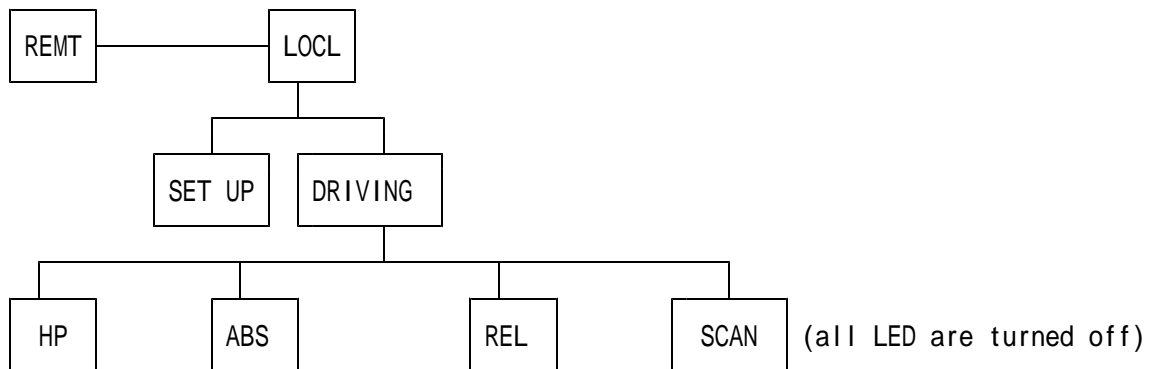 REMT LOCL
SET UP DRIVING
HP ABS REL SCAN (all LED are turned off)